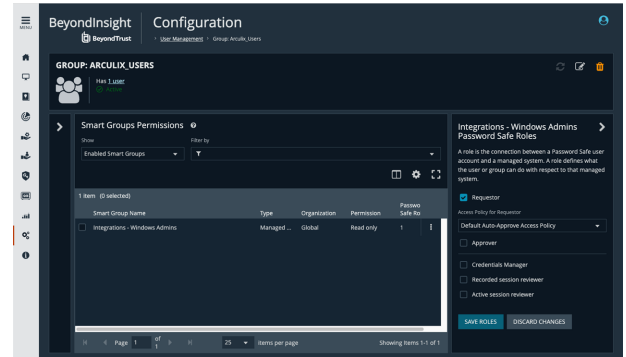 MENU
BeyondInsight
BeyondTrust
Configuration
User Management > Group: Arculix_Users
GROUP: ARCULIX_USERS
Has 1 user
Active
Smart Groups Permissions
Show
Filter by
Enabled Smart Groups
1 item (0 selected)
Smart Group Name Type Organization Permission Passwo
Safe Ro
Integrations - Windows Admins Managed ... Global Read only 1
Page 1 of 1 25 items per page Showing items 1-1 of 1
Integrations - Windows Admins
Password Safe Roles
A role is the connection between a Password Safe user
account and a managed system. A role defines what
the user or group can do with respect to that managed
system.
Requestor
Access Policy for Requestor
Default Auto-Approve Access Policy
Approver
Credentials Manager
Recorded session reviewer
Active session reviewer
SAVE ROLES DISCARD CHANGES